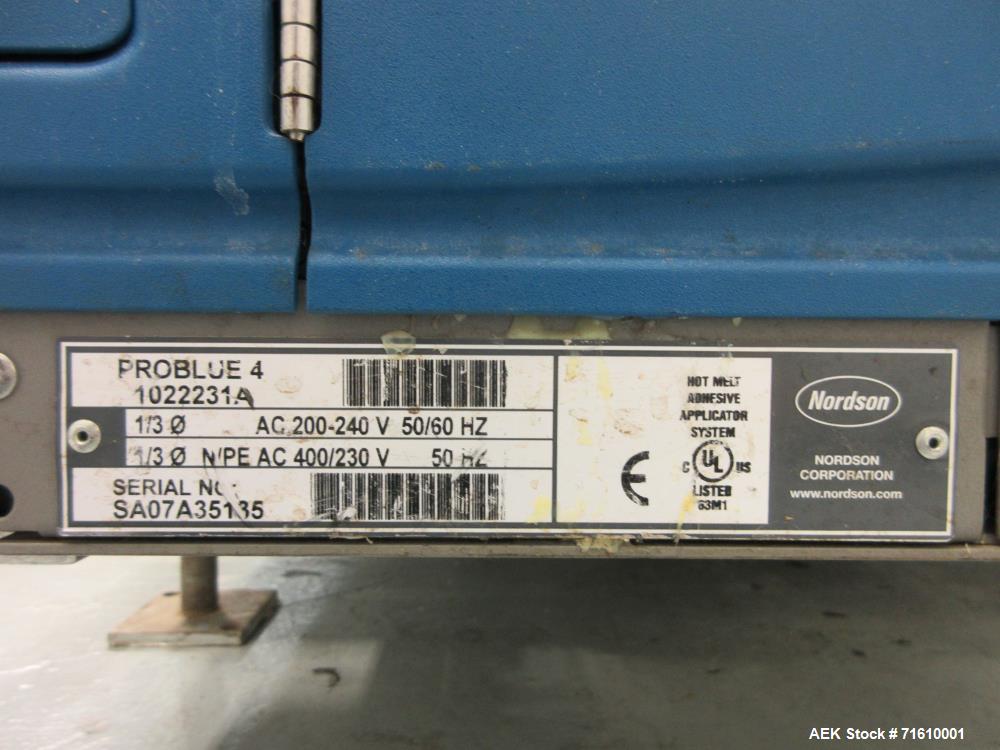 PROBLUE 4
1022231A
1/3 Ø AC 200-240 V 50/60 HZ
1/3 Ø N/PE AC 400/230 V 50 HZ
SERIAL NO:
SA07A35135
HOT MELT
ADHESIVE
APPLICATOR
SYSTEM
C UL US
LISTED
63M1
CE
Nordson
NORDSON
CORPORATION
www.nordson.com
AEK Stock # 71610001